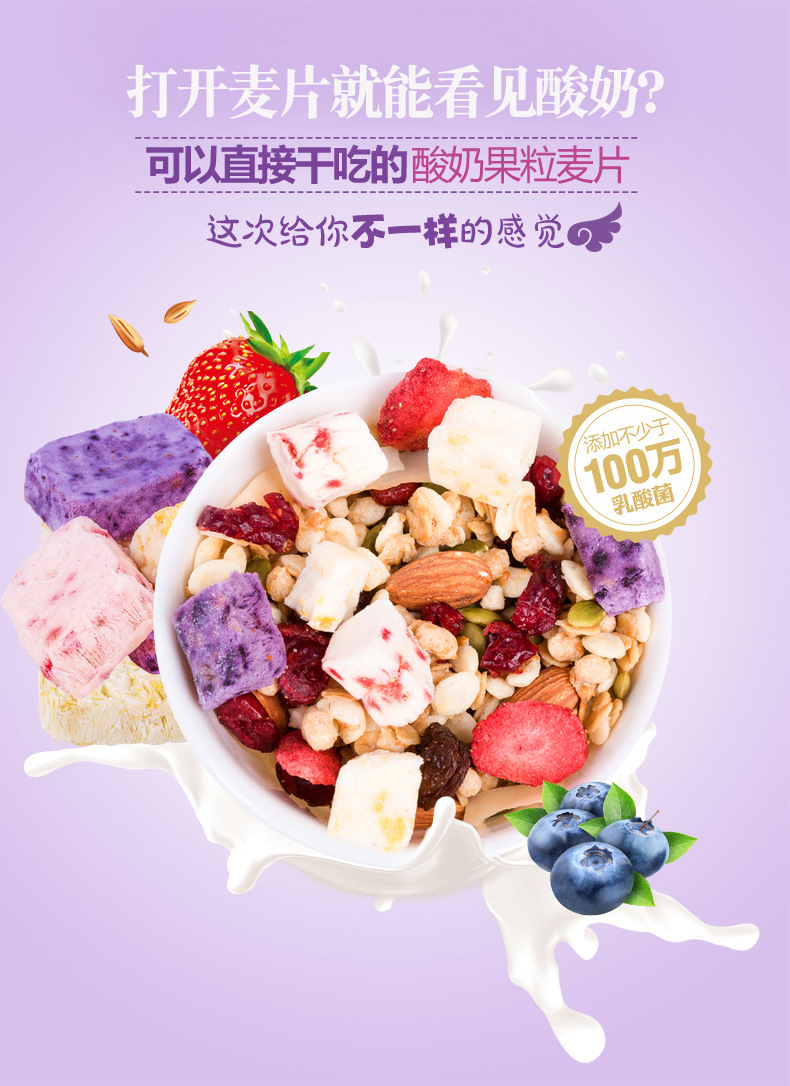 打开麦片就能看见酸奶?
可以直接干吃的酸奶果粒麦片
这次给你不一样的感觉
添加不少于
100万
乳酸菌